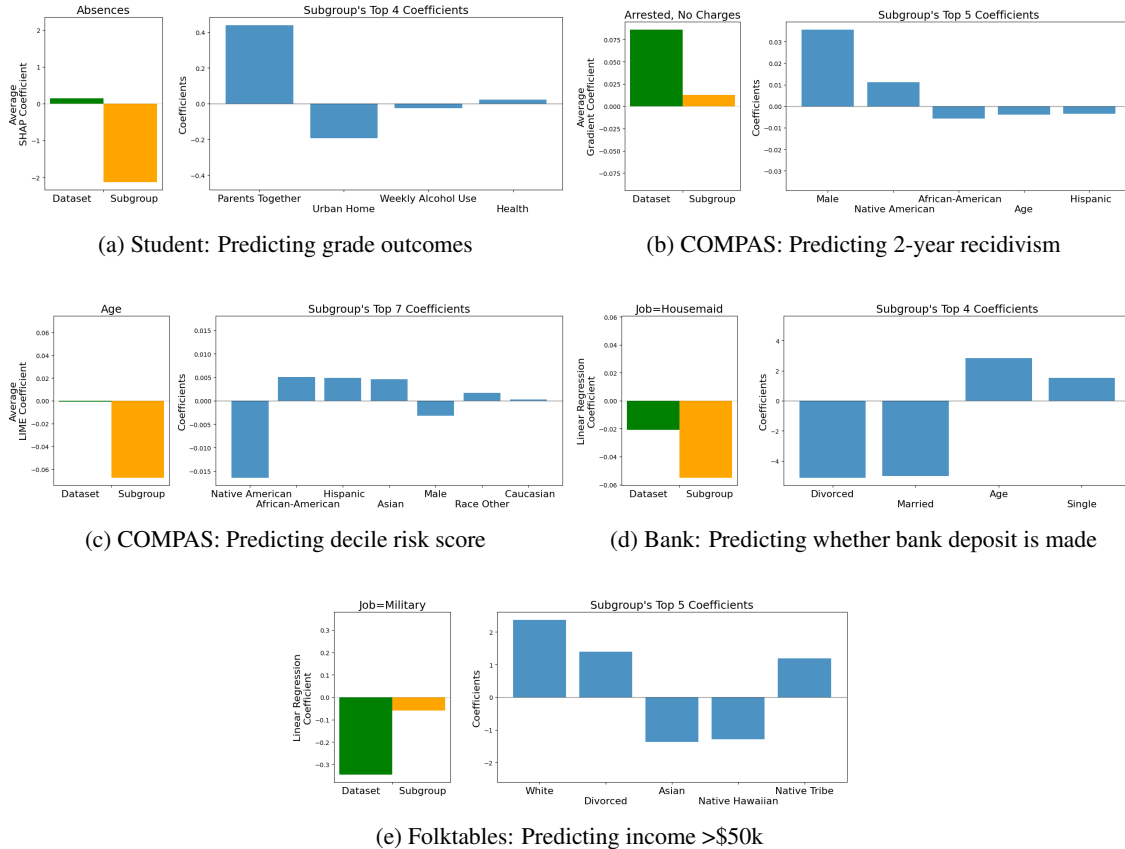 Absences
Subgroup's Top 4 Coefficients
Average
SHAP Coefficient
2
1
0
−1
−2
Dataset
Subgroup
Coefficients
0.4
0.2
0.0
−0.2
−0.4
Parents Together
Urban Home
Weekly Alcohol Use
Health
(a) Student: Predicting grade outcomes
Arrested, No Charges
Subgroup's Top 5 Coefficients
Average
Gradient Coefficient
0.075
0.050
0.025
0.000
−0.025
−0.050
−0.075
Dataset
Subgroup
Coefficients
0.03
0.02
0.01
0.00
−0.01
−0.02
−0.03
Male
Native American
African-American
Age
Hispanic
(b) COMPAS: Predicting 2-year recidivism
Age
Subgroup's Top 7 Coefficients
Average
LIME Coefficient
0.06
0.04
0.02
0.00
−0.02
−0.04
−0.06
Dataset
Subgroup
Coefficients
0.015
0.010
0.005
0.000
−0.005
−0.010
−0.015
Native American
African-American
Hispanic
Asian
Male
Race Other
Caucasian
(c) COMPAS: Predicting decile risk score
Job=Housemaid
Subgroup's Top 4 Coefficients
Linear Regression
Coefficient
0.06
0.04
0.02
0.00
−0.02
−0.04
−0.06
Dataset
Subgroup
Coefficients
4
2
0
−2
−4
Divorced
Married
Age
Single
(d) Bank: Predicting whether bank deposit is made
Job=Military
Subgroup's Top 5 Coefficients
Linear Regression
Coefficient
0.3
0.2
0.1
0.0
−0.1
−0.2
−0.3
Dataset
Subgroup
Coefficients
2
1
0
−1
−2
White
Divorced
Asian
Native Hawaiian
Native Tribe
(e) Folktables: Predicting income >$50k